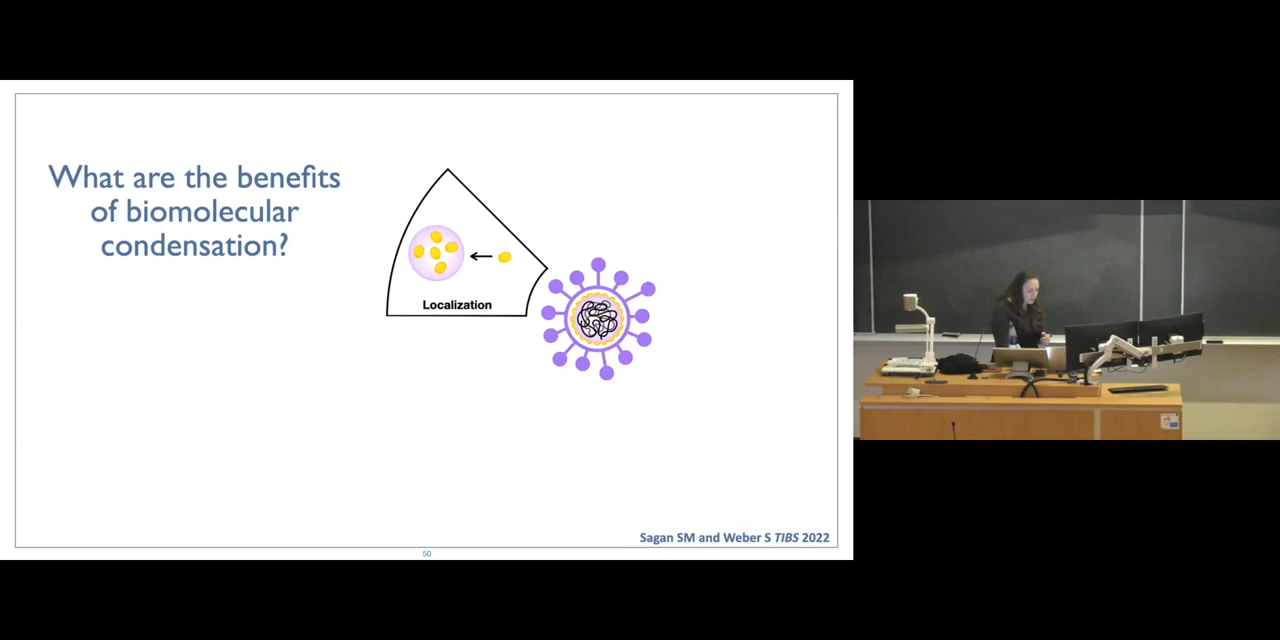 What are the benefits
of biomolecular
condensation?
Localization
Sagan SM and Weber S TIBS 2022
50